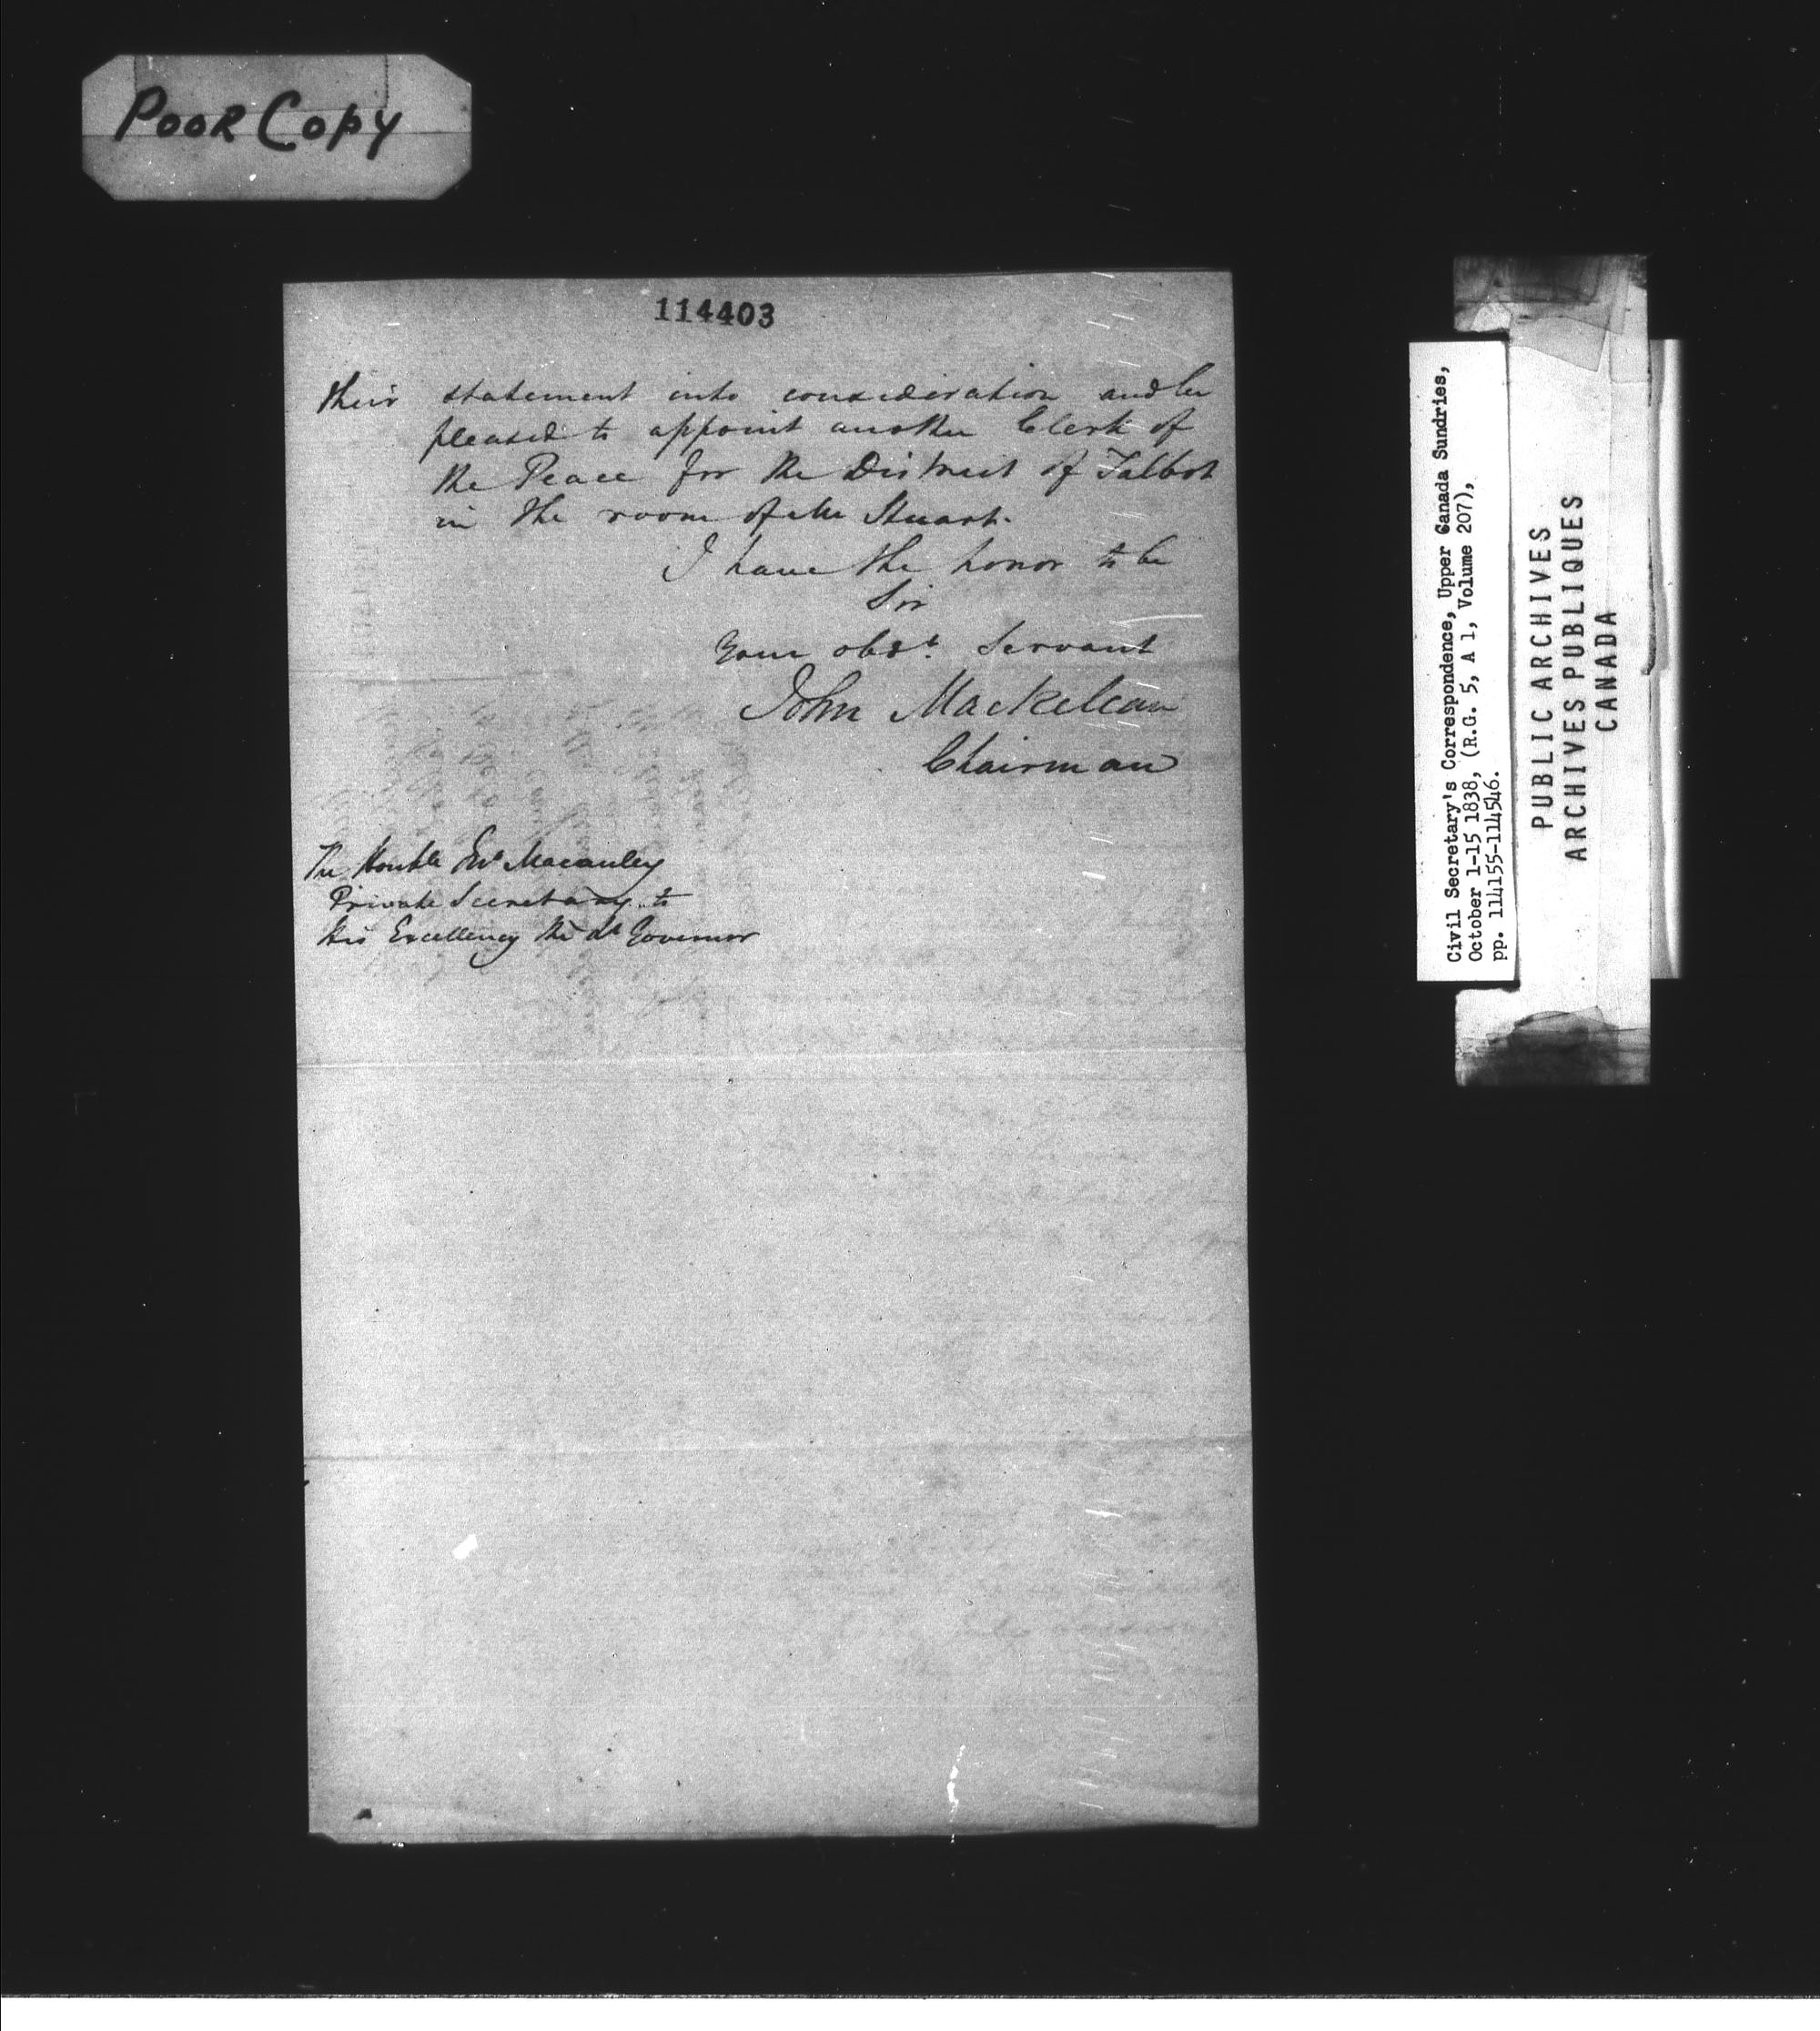 Poor Copy
114403
their statement into consideration and be
pleased to appoint another Clerk of
the Peace for the District of Talbot
in the room of Mr Stuart.
I have the honor to be
Sir
Your obdt. Servant
John Mackelcan
Chairman
The Honble Jno Macauley
Private Secretary to
His Excellency the Lt Governor
Civil Secretary's Correspondence, Upper Canada Sundries,
October 1-15 1838, (R.G. 5, A 1, Volume 207),
pp. 114155-114546.
PUBLIC ARCHIVES
ARCHIVES PUBLIQUES
CANADA